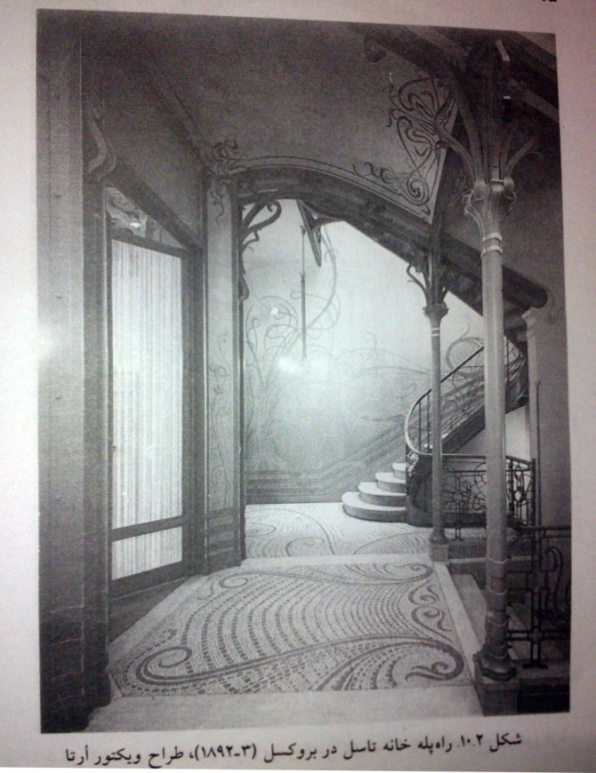 شکل ۱۰.۲. راه‌پله خانه تاسل در بروکسل (۳-۱۸۹۲)، طراح ویکتور اُرتا